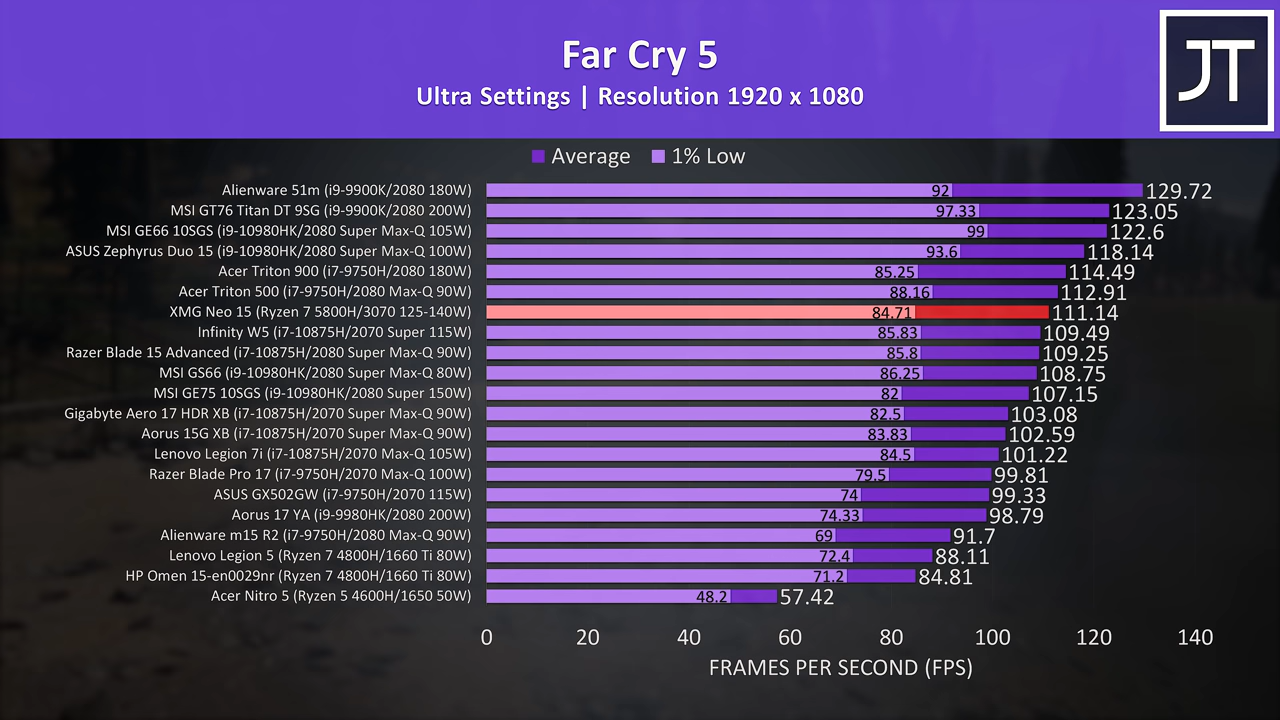 Far Cry 5
JT
Ultra Settings | Resolution 1920 x 1080
Average 1% Low
Alienware 51m (i9-9900K/2080 180W) 92 129.72
MSI GT76 Titan DT 9SG (i9-9900K/2080 200W) 97.33 123.05
MSI GE66 10SGS (i9-10980HK/2080 Super Max-Q 105W) 99 122.6
ASUS Zephyrus Duo 15 (i9-10980HK/2080 Super Max-Q 100W) 93.6 118.14
Acer Triton 900 (i7-9750H/2080 180W) 85.25 114.49
Acer Triton 500 (i7-9750H/2080 Max-Q 90W) 88.16 112.91
XMG Neo 15 (Ryzen 7 5800H/3070 125-140W) 84.71 111.14
Infinity W5 (i7-10875H/2070 Super 115W) 85.83 109.49
Razer Blade 15 Advanced (i7-10875H/2080 Super Max-Q 90W) 85.8 109.25
MSI GS66 (i9-10980HK/2080 Super Max-Q 80W) 86.25 108.75
MSI GE75 10SGS (i9-10980HK/2080 Super 150W) 82 107.15
Gigabyte Aero 17 HDR XB (i7-10875H/2070 Super Max-Q 90W) 82.5 103.08
Aorus 15G XB (i7-10875H/2070 Super Max-Q 90W) 83.83 102.59
Lenovo Legion 7i (i7-10875H/2070 Max-Q 105W) 84.5 101.22
Razer Blade Pro 17 (i7-9750H/2070 Max-Q 100W) 79.5 99.81
ASUS GX502GW (i7-9750H/2070 115W) 74 99.33
Aorus 17 YA (i9-9980HK/2080 200W) 74.33 98.79
Alienware m15 R2 (i7-9750H/2080 Max-Q 90W) 69 91.7
Lenovo Legion 5 (Ryzen 7 4800H/1660 Ti 80W) 72.4 88.11
HP Omen 15-en0029nr (Ryzen 7 4800H/1660 Ti 80W) 71.2 84.81
Acer Nitro 5 (Ryzen 5 4600H/1650 50W) 48.2 57.42
0 20 40 60 80 100 120 140
FRAMES PER SECOND (FPS)